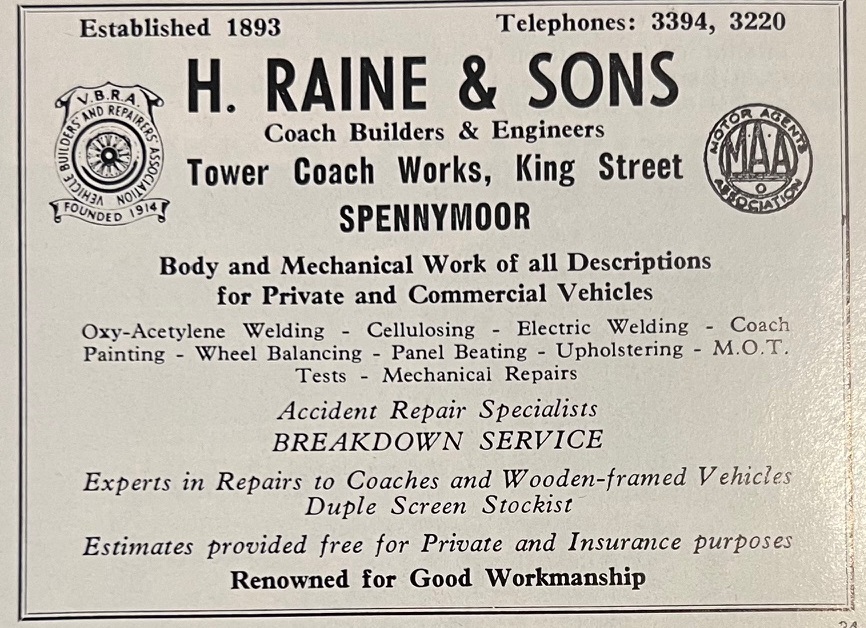 Established 1893
Telephones: 3394, 3220
H. RAINE & SONS
Coach Builders & Engineers
Tower Coach Works, King Street
SPENNYMOOR
V.B.R.A.
VEHICLE BUILDERS' AND REPAIRERS' ASSOCIATION
FOUNDED 1914
MOTOR AGENTS
MAA
ASSOCIATION
Body and Mechanical Work of all Descriptions
for Private and Commercial Vehicles
Oxy-Acetylene Welding - Cellulosing - Electric Welding - Coach
Painting - Wheel Balancing - Panel Beating - Upholstering - M.O.T.
Tests - Mechanical Repairs
Accident Repair Specialists
BREAKDOWN SERVICE
Experts in Repairs to Coaches and Wooden-framed Vehicles
Duple Screen Stockist
Estimates provided free for Private and Insurance purposes
Renowned for Good Workmanship